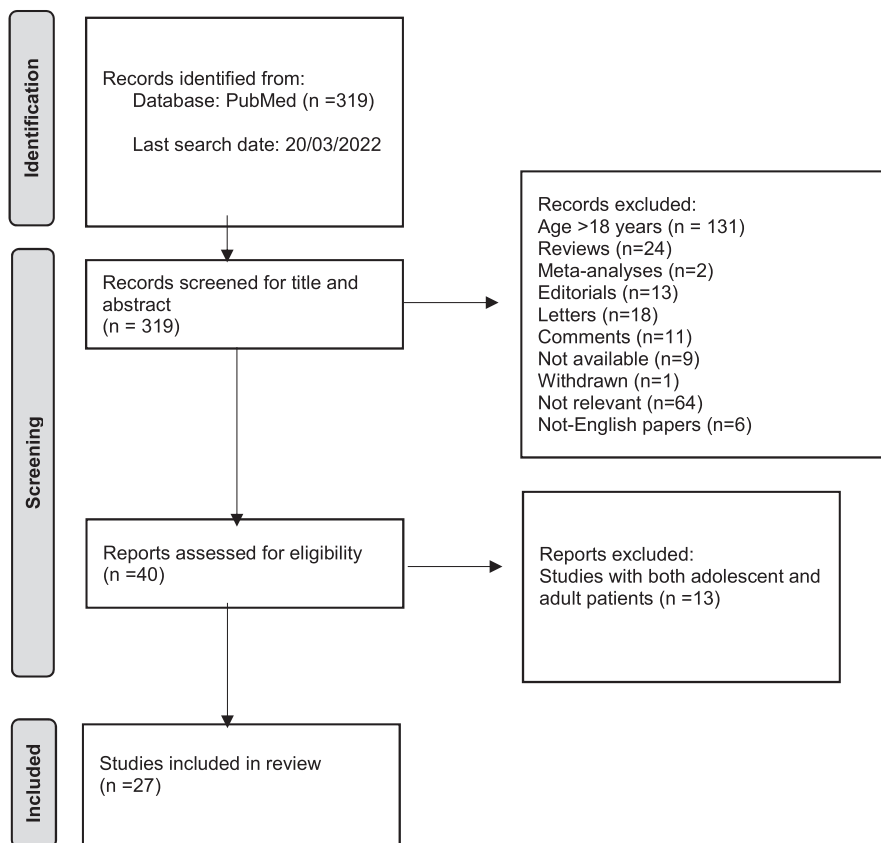 Identification
Records identified from:
Database: PubMed (n =319)
Last search date: 20/03/2022
Screening
Records screened for title and
abstract
(n = 319)
Records excluded:
Age >18 years (n = 131)
Reviews (n=24)
Meta-analyses (n=2)
Editorials (n=13)
Letters (n=18)
Comments (n=11)
Not available (n=9)
Withdrawn (n=1)
Not relevant (n=64)
Not-English papers (n=6)
Reports assessed for eligibility
(n =40)
Reports excluded:
Studies with both adolescent and
adult patients (n =13)
Included
Studies included in review
(n =27)